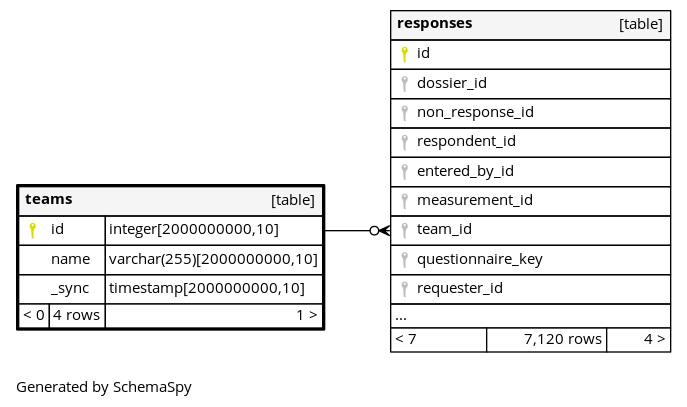 responses [table]
id
dossier_id
non_response_id
respondent_id
entered_by_id
measurement_id
team_id
questionnaire_key
requester_id
...
< 7 7,120 rows 4 >
teams [table]
id integer[2000000000,10]
name varchar(255)[2000000000,10]
_sync timestamp[2000000000,10]
< 0 4 rows 1 >
Generated by SchemaSpy